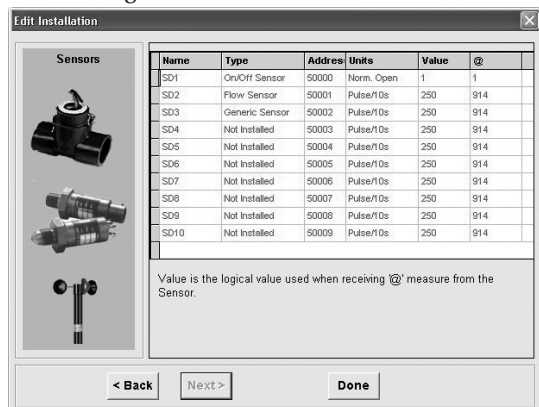 Edit Installation
Sensors
Name Type Addres: Units Value @
SD1 On/Off Sensor 50000 Norm. Open 1 1
SD2 Flow Sensor 50001 Pulse/10s 250 914
SD3 Generic Sensor 50002 Pulse/10s 250 914
SD4 Not Installed 50003 Pulse/10s 250 914
SD5 Not Installed 50004 Pulse/10s 250 914
SD6 Not Installed 50005 Pulse/10s 250 914
SD7 Not Installed 50006 Pulse/10s 250 914
SD8 Not Installed 50007 Pulse/10s 250 914
SD9 Not Installed 50008 Pulse/10s 250 914
SD10 Not Installed 50009 Pulse/10s 250 914
Value is the logical value used when receiving '@' measure from the
Sensor.
< Back Next > Done